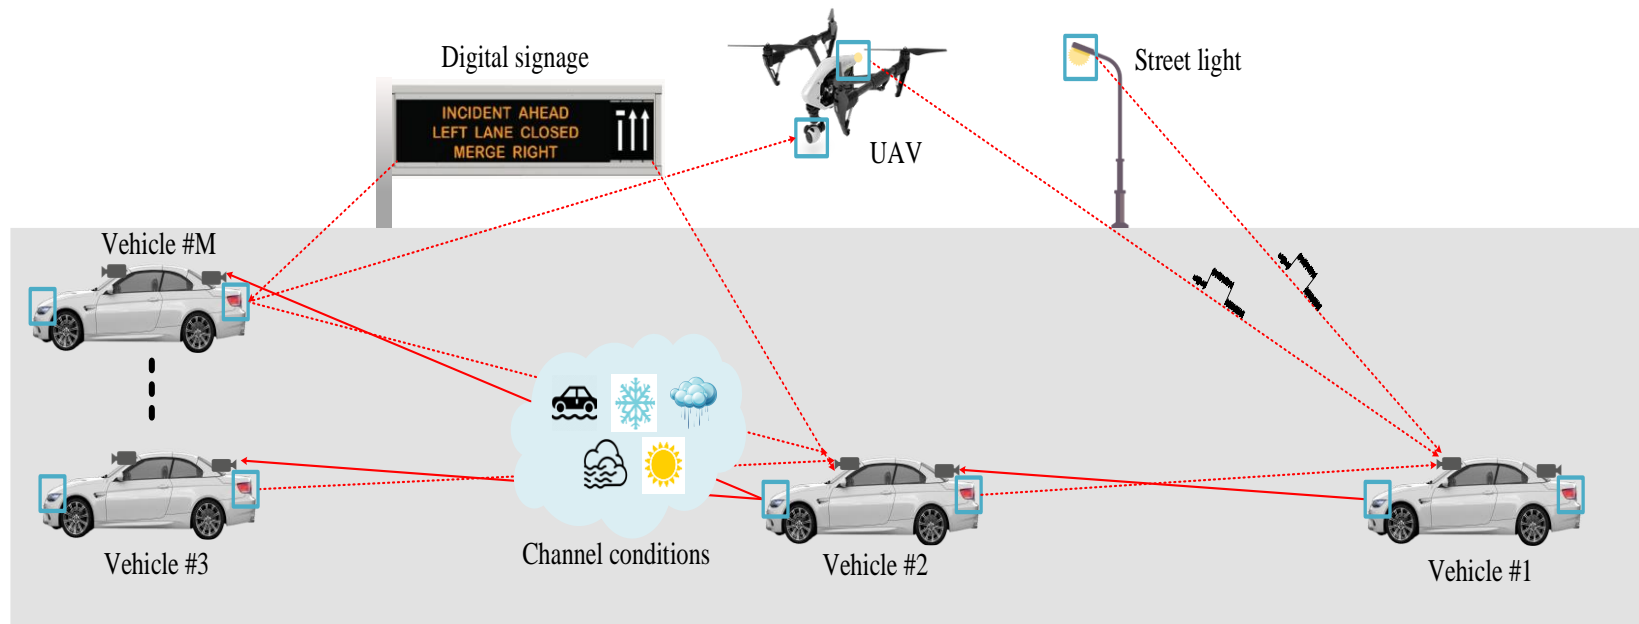 Digital signage
INCIDENT AHEAD
LEFT LANE CLOSED
MERGE RIGHT
UAV
Street light
Vehicle #M
Vehicle #3
Channel conditions
Vehicle #2
Vehicle #1